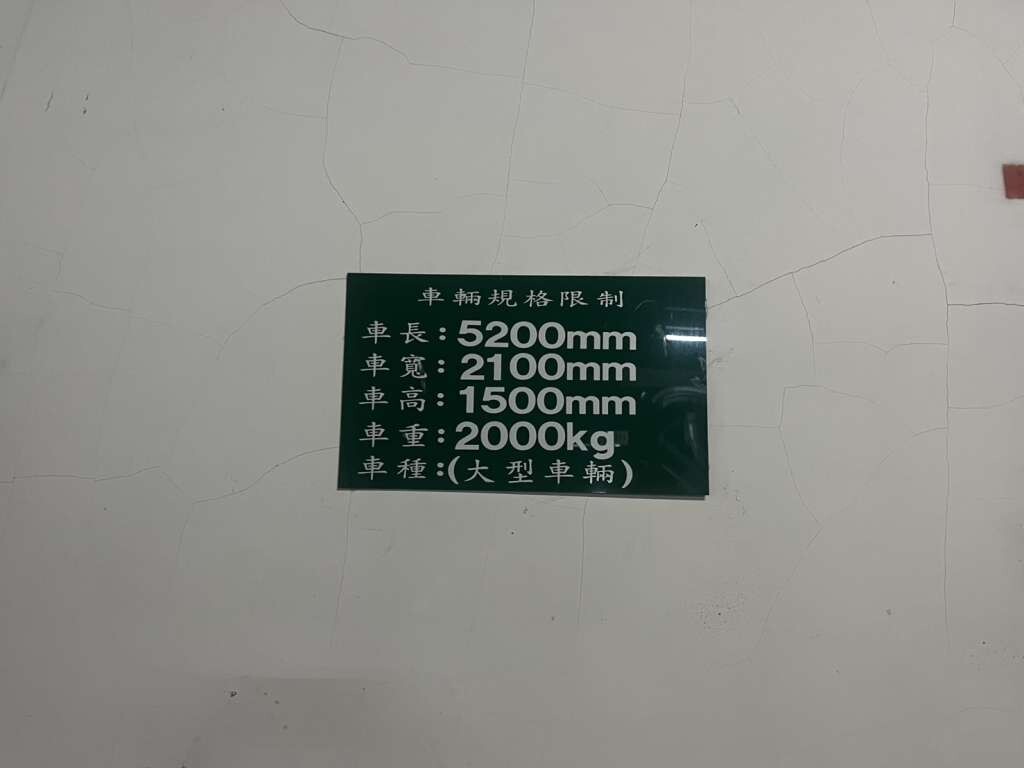 車輛規格限制
車長：5200mm
車寬：2100mm
車高：1500mm
車重：2000kg
車種：(大型車輛)